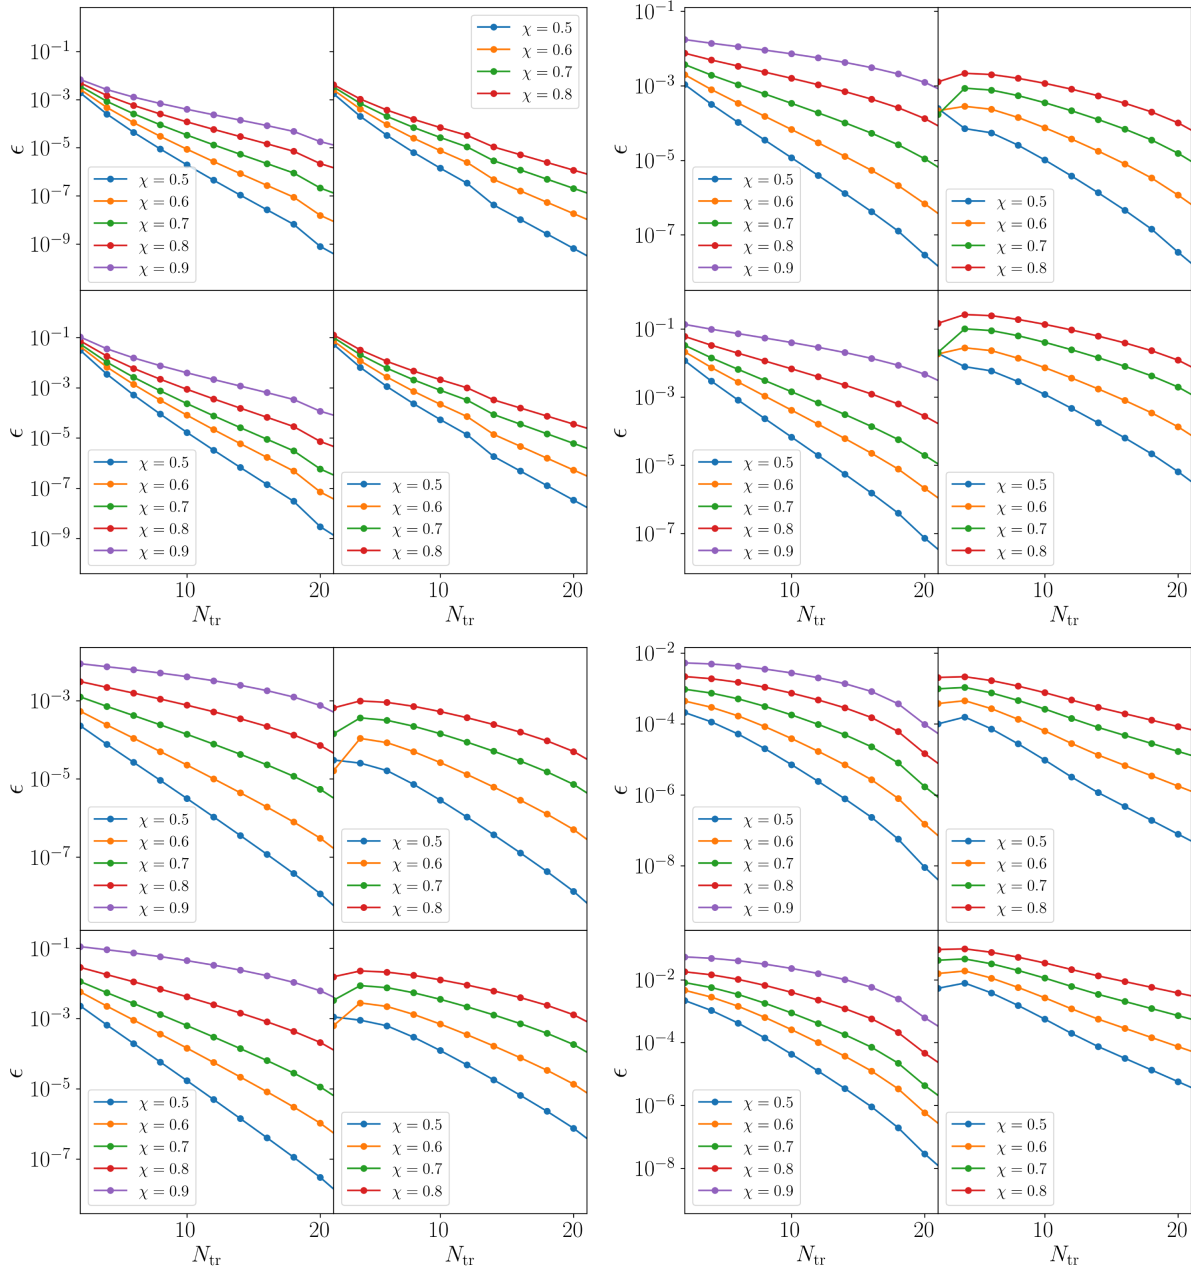 10⁻¹
10⁻³
10⁻⁵
10⁻⁷
10⁻⁹
ϵ
χ = 0.5
χ = 0.6
χ = 0.7
χ = 0.8
χ = 0.9
χ = 0.5
χ = 0.6
χ = 0.7
χ = 0.8
10⁻¹
10⁻³
10⁻⁵
10⁻⁷
10⁻⁹
ϵ
χ = 0.5
χ = 0.6
χ = 0.7
χ = 0.8
χ = 0.9
10 20
N_tr
χ = 0.5
χ = 0.6
χ = 0.7
χ = 0.8
10 20
N_tr
10⁻¹
10⁻³
10⁻⁵
10⁻⁷
ϵ
χ = 0.5
χ = 0.6
χ = 0.7
χ = 0.8
χ = 0.9
χ = 0.5
χ = 0.6
χ = 0.7
χ = 0.8
10⁻¹
10⁻³
10⁻⁵
10⁻⁷
ϵ
χ = 0.5
χ = 0.6
χ = 0.7
χ = 0.8
χ = 0.9
10 20
N_tr
χ = 0.5
χ = 0.6
χ = 0.7
χ = 0.8
10 20
N_tr
10⁻³
10⁻⁵
10⁻⁷
ϵ
χ = 0.5
χ = 0.6
χ = 0.7
χ = 0.8
χ = 0.9
χ = 0.5
χ = 0.6
χ = 0.7
χ = 0.8
10⁻¹
10⁻³
10⁻⁵
10⁻⁷
ϵ
χ = 0.5
χ = 0.6
χ = 0.7
χ = 0.8
χ = 0.9
10 20
N_tr
χ = 0.5
χ = 0.6
χ = 0.7
χ = 0.8
10 20
N_tr
10⁻²
10⁻⁴
10⁻⁶
10⁻⁸
ϵ
χ = 0.5
χ = 0.6
χ = 0.7
χ = 0.8
χ = 0.9
χ = 0.5
χ = 0.6
χ = 0.7
χ = 0.8
10⁻²
10⁻⁴
10⁻⁶
10⁻⁸
ϵ
χ = 0.5
χ = 0.6
χ = 0.7
χ = 0.8
χ = 0.9
10 20
N_tr
χ = 0.5
χ = 0.6
χ = 0.7
χ = 0.8
10 20
N_tr